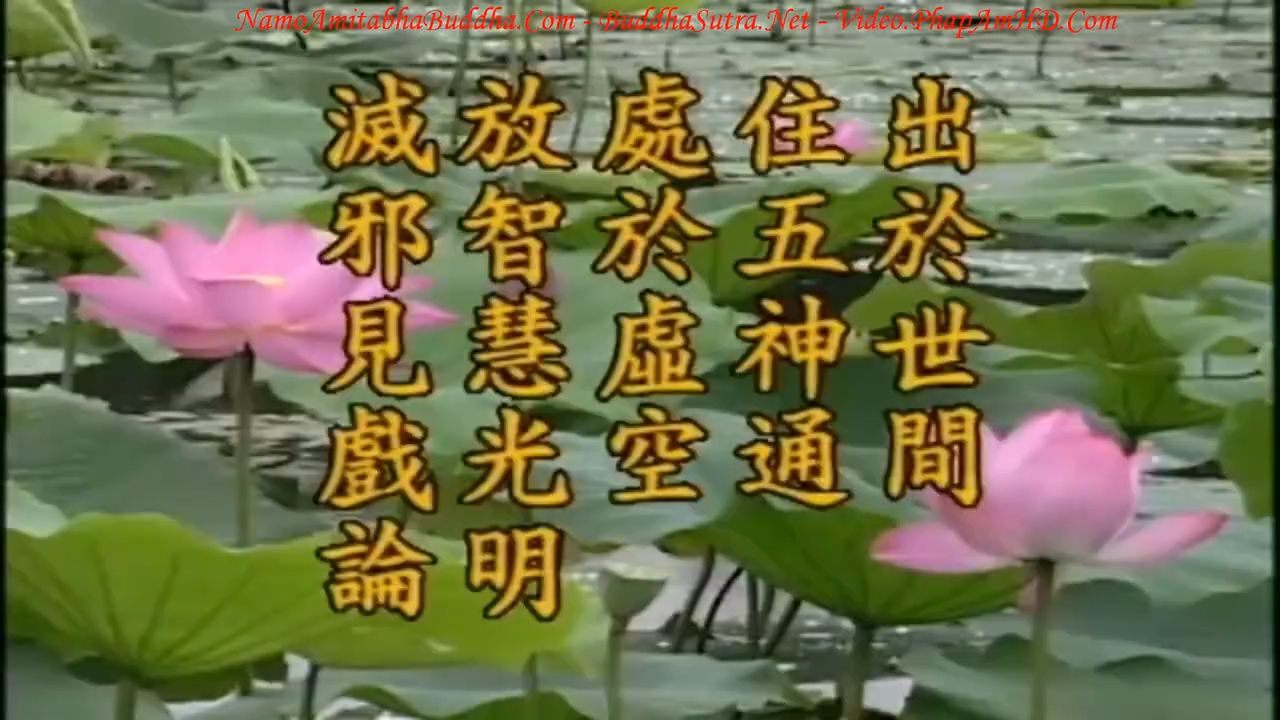 NamoAmitabhaBuddha.Com - BuddhaSutra.Net - Video.PhapAmHD.Com
出於世間
住五神通
處於虛空
放智慧光明
滅邪見戲論